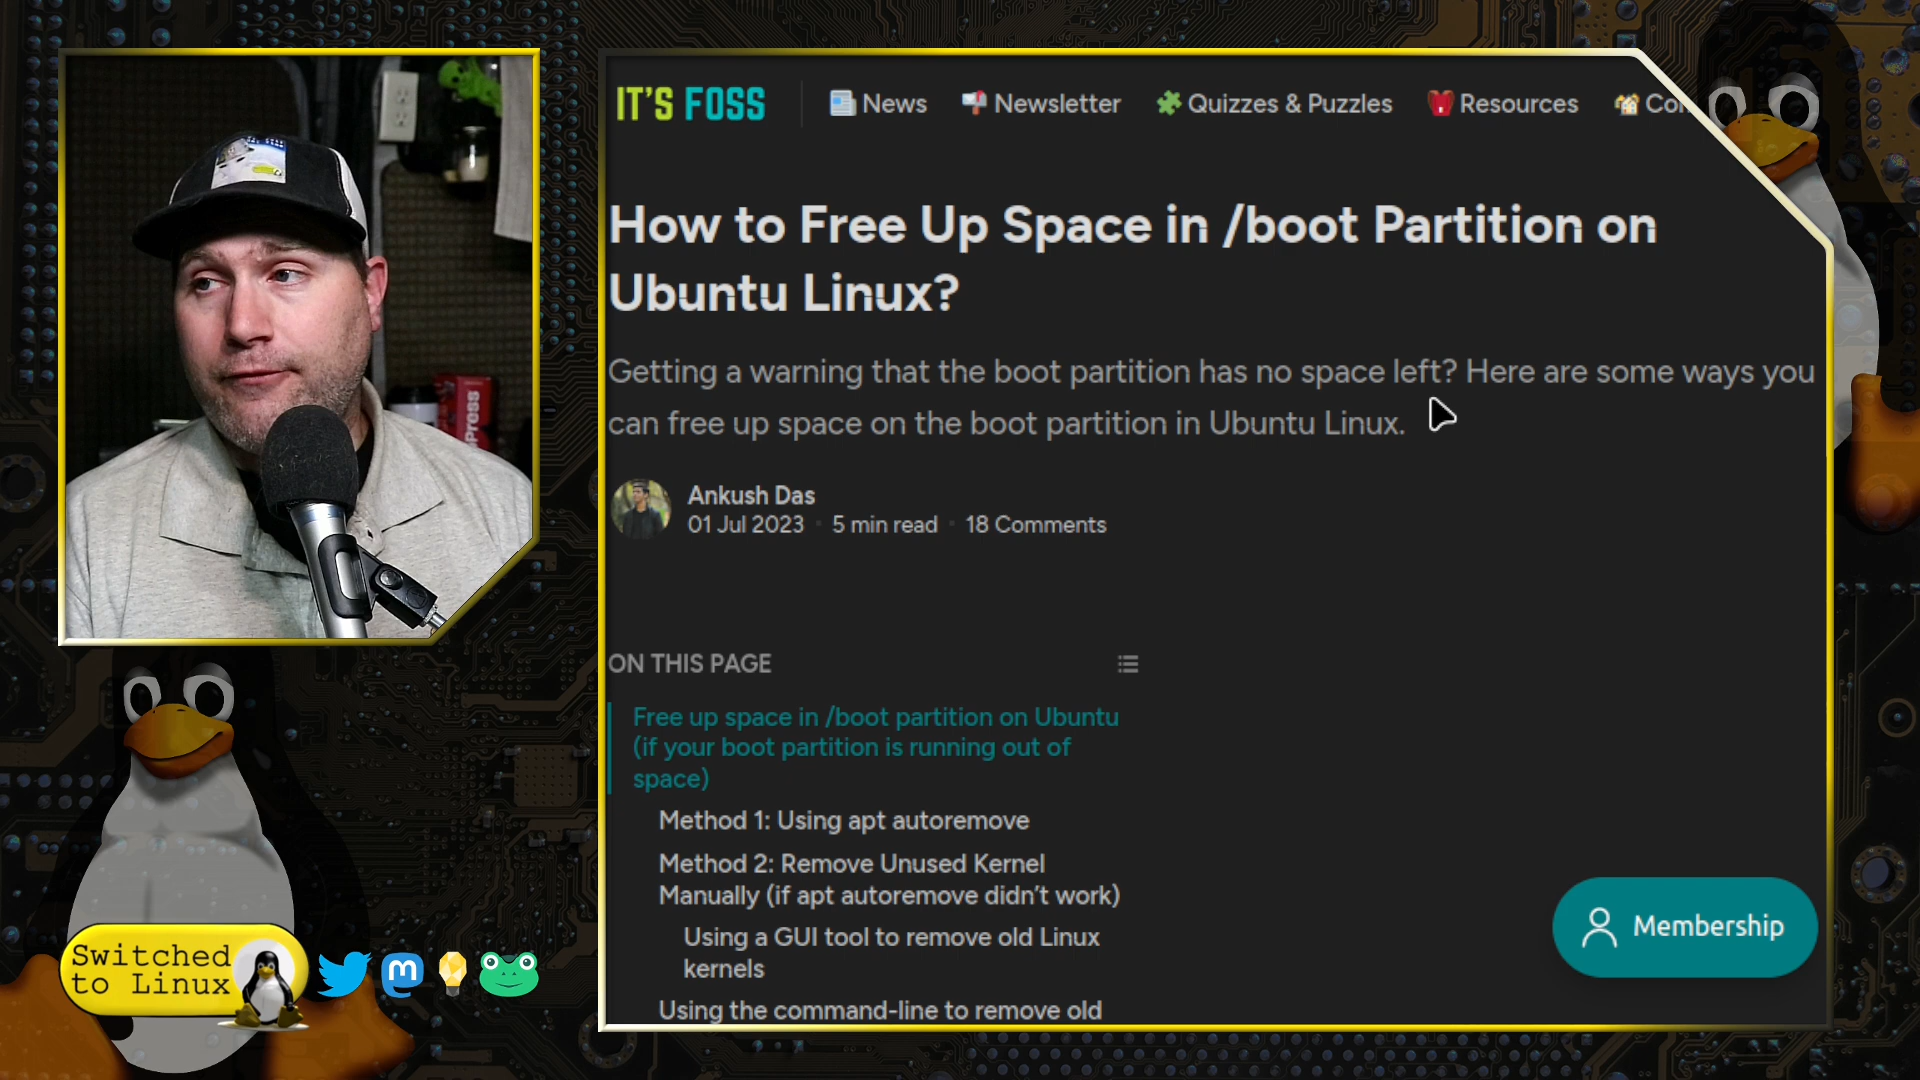 IT'S FOSS
News
Newsletter
Quizzes & Puzzles
Resources
How to Free Up Space in /boot Partition on
Ubuntu Linux?
Getting a warning that the boot partition has no space left? Here are some ways you
can free up space on the boot partition in Ubuntu Linux.
Ankush Das
01 Jul 2023 • 5 min read • 18 Comments
ON THIS PAGE
Free up space in /boot partition on Ubuntu
(if your boot partition is running out of
space)
Method 1: Using apt autoremove
Method 2: Remove Unused Kernel
Manually (if apt autoremove didn't work)
Using a GUI tool to remove old Linux
kernels
Using the command-line to remove old
Membership
Switched
to Linux